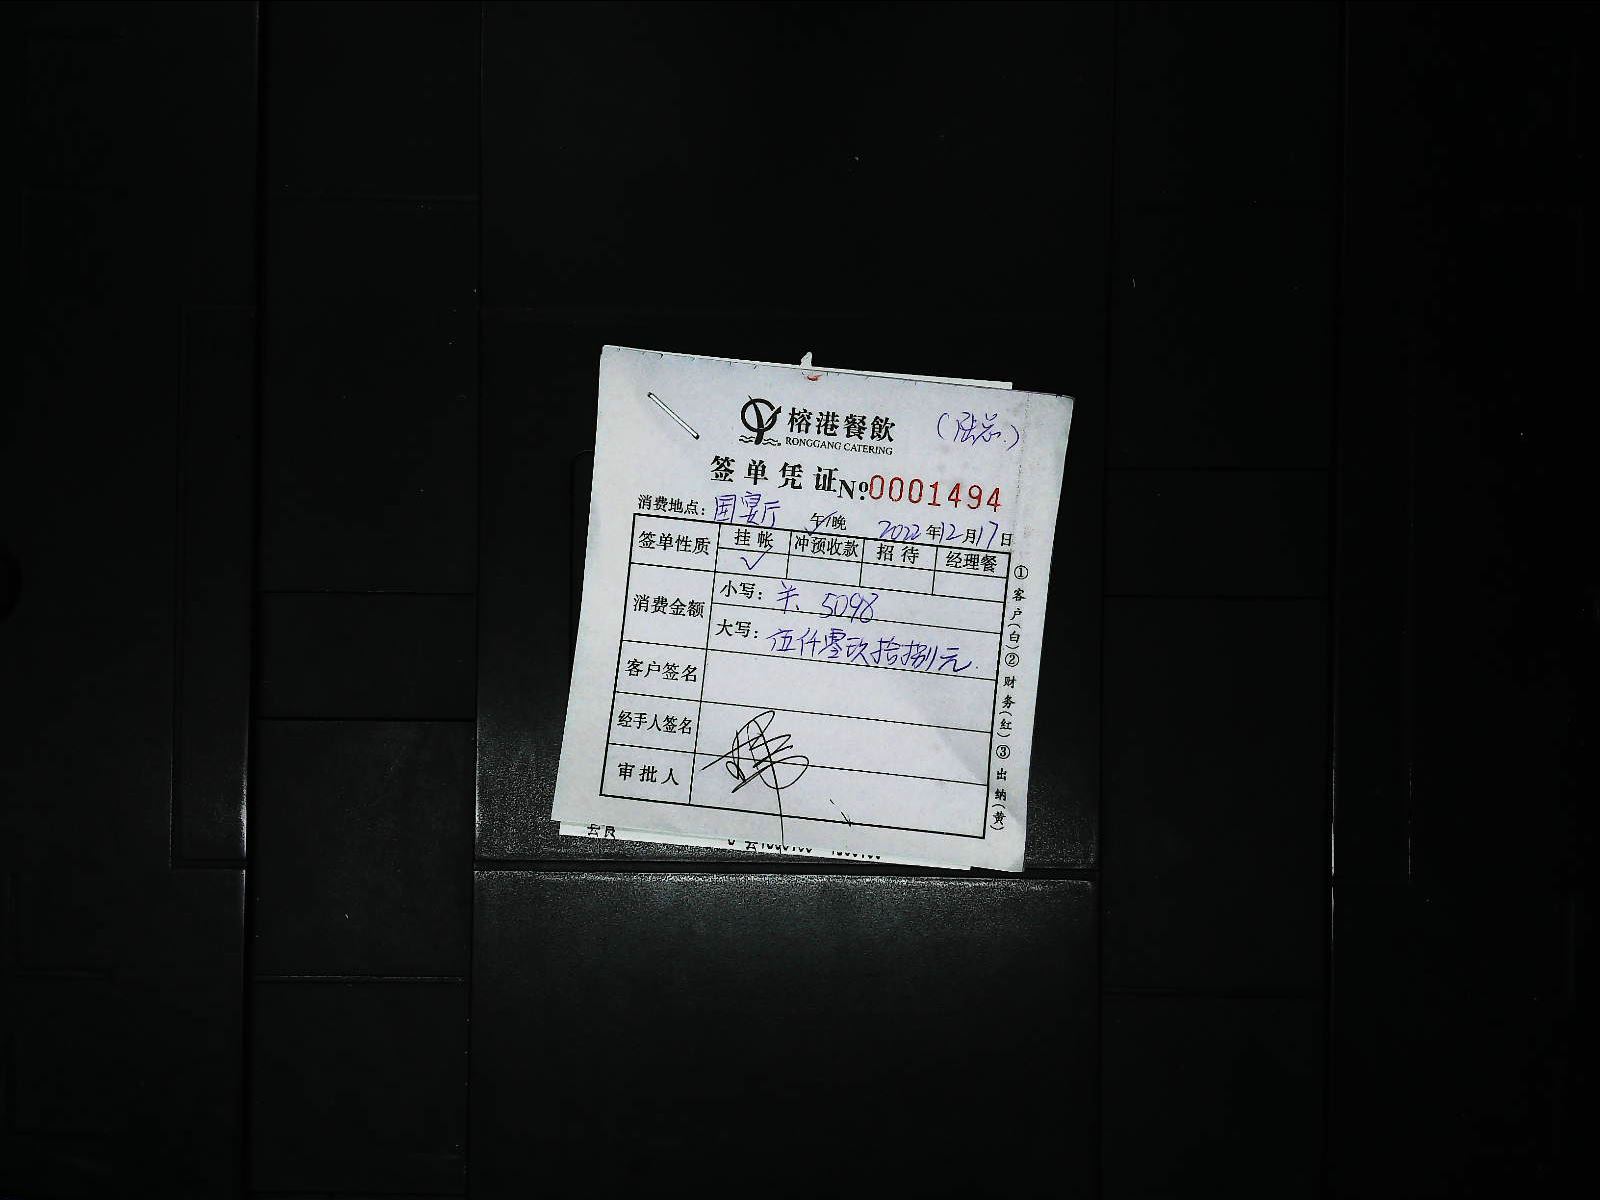 榕港餐飲
RONGGANG CATERING
(陆总.)
签单凭证 Nº:0001494
消费地点: 国宴厅 午/晚 2022年12月17日
签单性质 挂帐 冲预收款 招待 经理餐
✓
消费金额 小写: 羊 5098
大写: 伍仟零玖拾捌元.
客户签名
经手人签名
审批人
①客户(白)②财务(红)③出纳(黄)